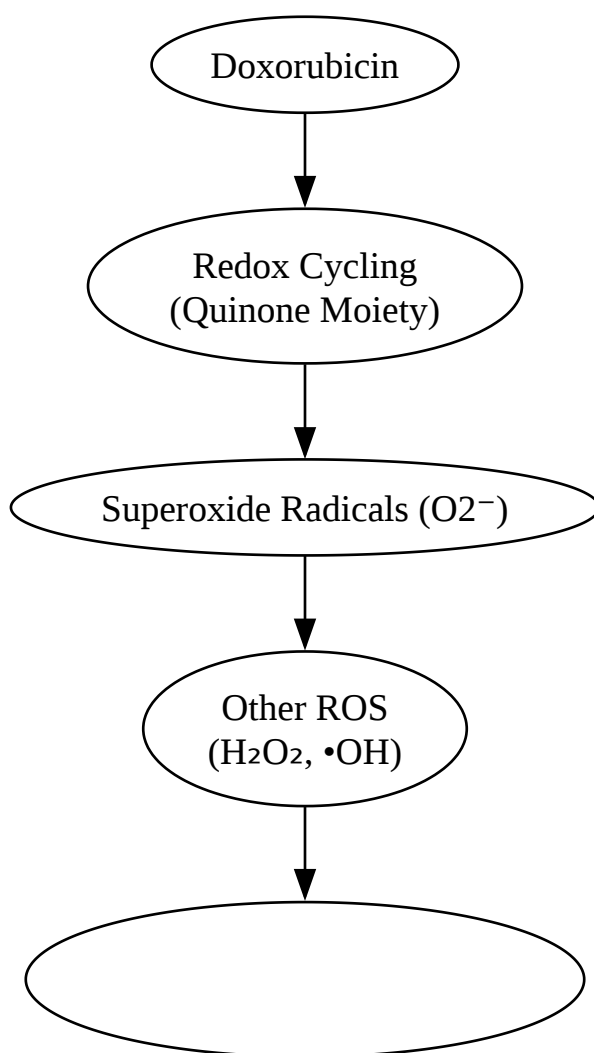 Doxorubicin
Redox Cycling
(Quinone Moiety)
Superoxide Radicals (O2⁻)
Other ROS
(H₂O₂, •OH)